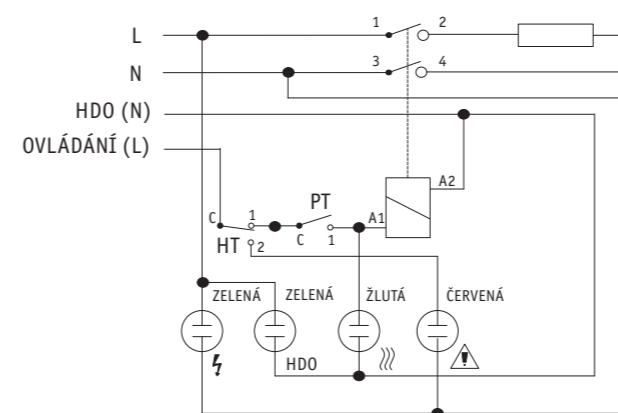 L
1
2
N
3
4
HDO (N)
OVLÁDÁNÍ (L)
A2
PT
C
1
C
1
A1
HT
2
ZELENÁ
ZELENÁ
ŽLUTÁ
ČERVENÁ
HDO